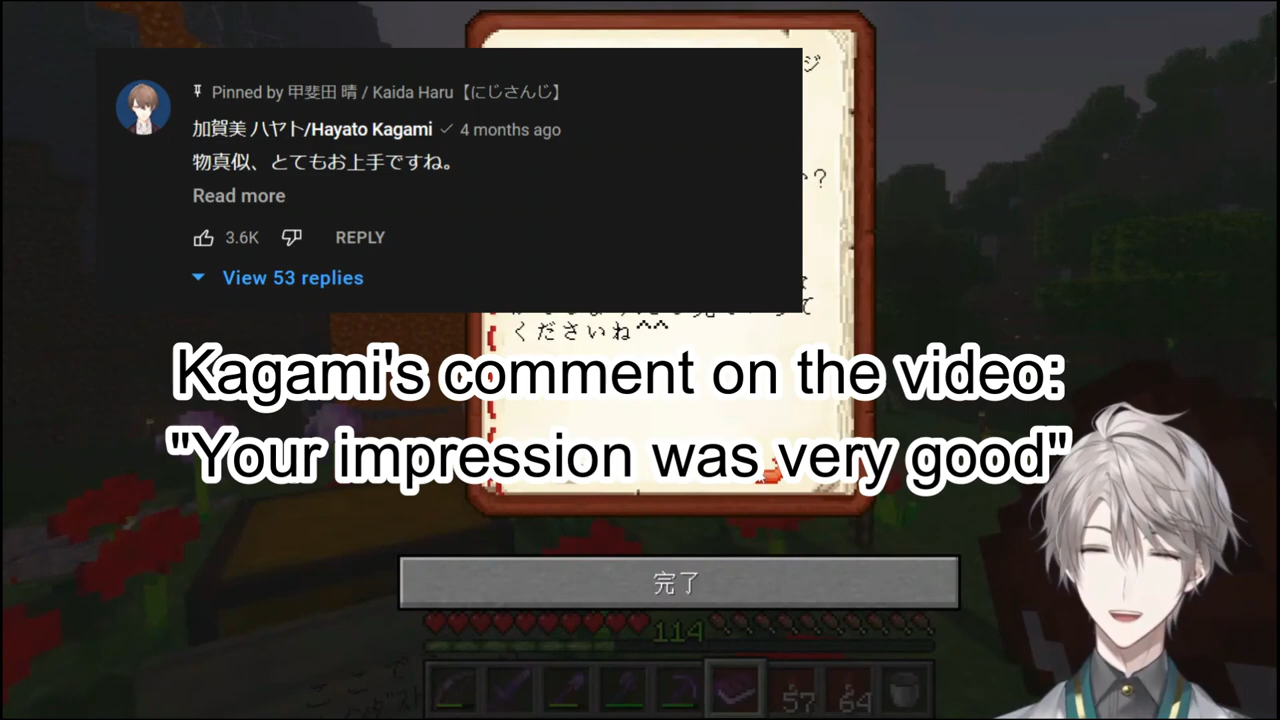 Pinned by 甲斐田 晴 / Kaida Haru【にじさんじ】
加賀美 ハヤト/Hayato Kagami 4 months ago
物真似、とてもお上手ですね。
Read more
3.6K REPLY
View 53 replies
ジ
？
くださいね^^
Kagami's comment on the video:
"Your impression was very good"
完了
114
57 64